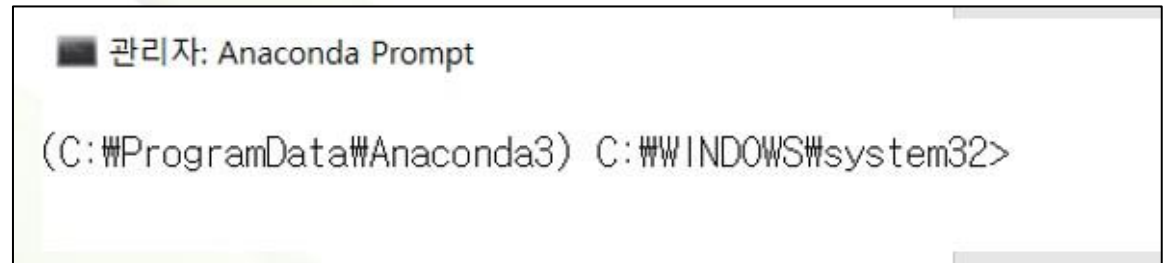 관리자: Anaconda Prompt
(C:₩ProgramData₩Anaconda3) C:₩WINDOWS₩system32>